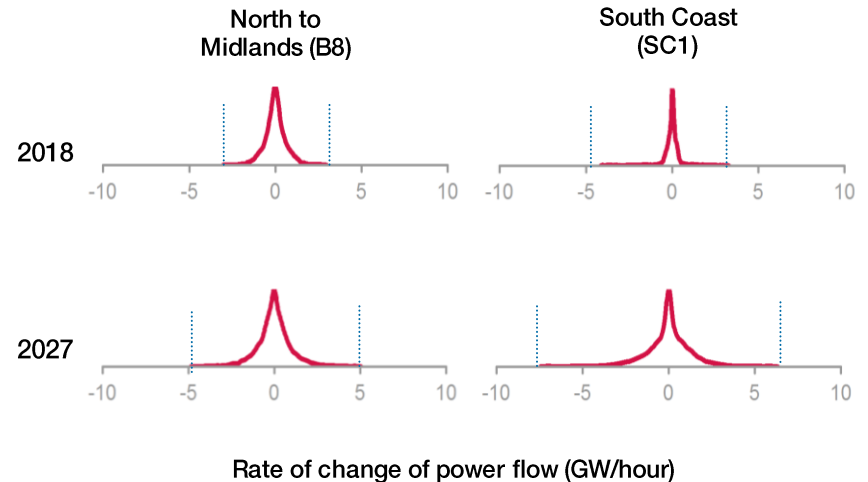 North to
Midlands (B8)
South Coast
(SC1)
2018
-10 -5 0 5 10
-10 -5 0 5 10
2027
-10 -5 0 5 10
-10 -5 0 5 10
Rate of change of power flow (GW/hour)